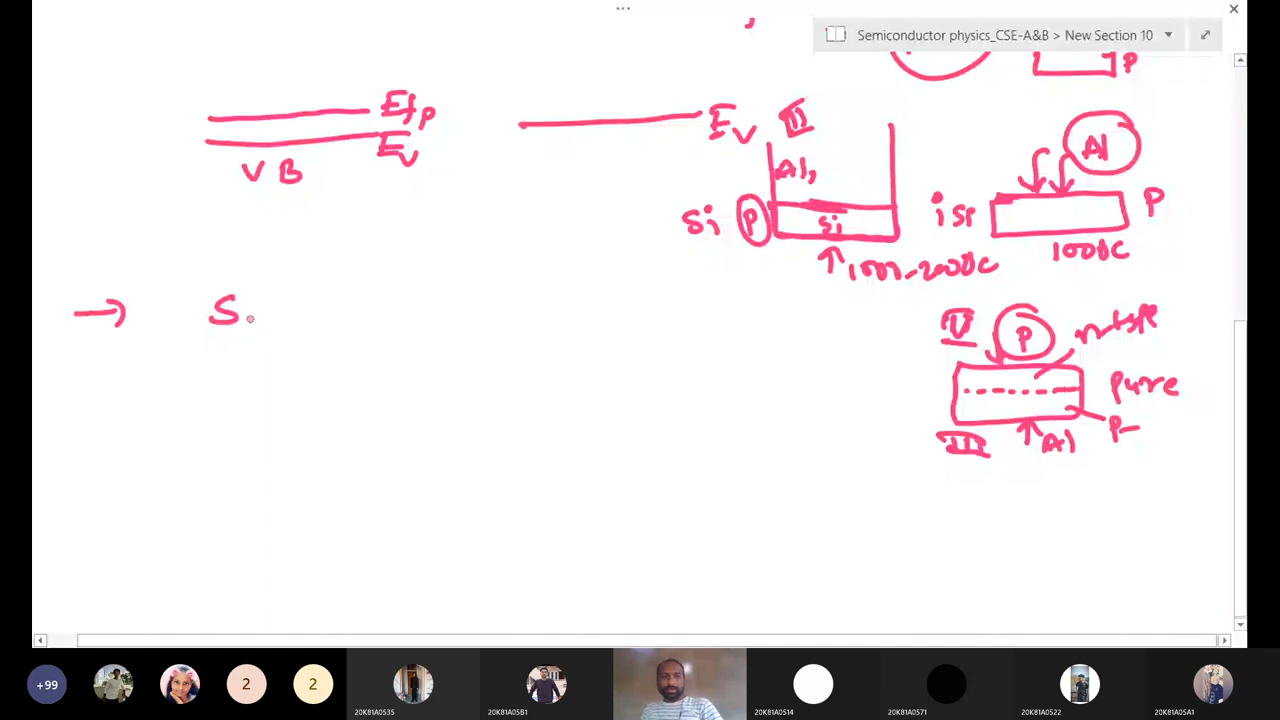 Semiconductor physics_CSE-A&B > New Section 10
P
Efp
Ev
VB
Ev
III
Al
Al,
Si P
Si
P
1000-2000c
1000c
→ S.
V
P
n-type
pure
P-
III
Al
+99
2
2
20K81A0535
20K81A05B1
20K81A0514
20K81A0571
20K81A0522
20K81A05A1